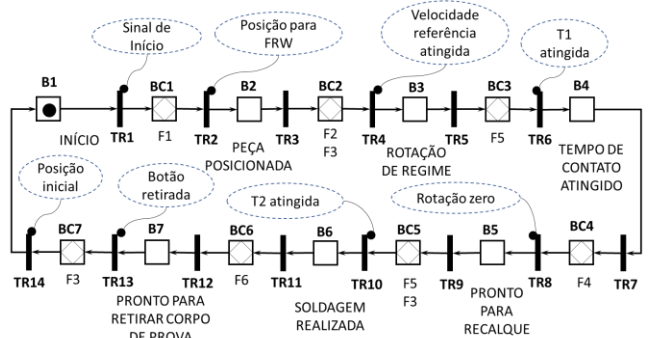 Sinal de
Início
Posição para
FRW
Velocidade
referência
atingida
T1
atingida
B1
BC1
B2
BC2
B3
BC3
B4
INÍCIO
TR1
F1
TR2
PEÇA
POSICIONADA
TR3
F2
F3
TR4
ROTAÇÃO
DE REGIME
TR5
F5
TR6
TEMPO DE
CONTATO
ATINGIDO
Posição
inicial
Botão
retirada
T2 atingida
Rotação zero
BC7
B7
BC6
B6
BC5
B5
BC4
TR14
F3
TR13
PRONTO PARA
RETIRAR CORPO
DE PROVA
TR12
F6
TR11
SOLDAGEM
REALIZADA
TR10
F5
F3
TR9
PRONTO
PARA
RECALQUE
TR8
F4
TR7